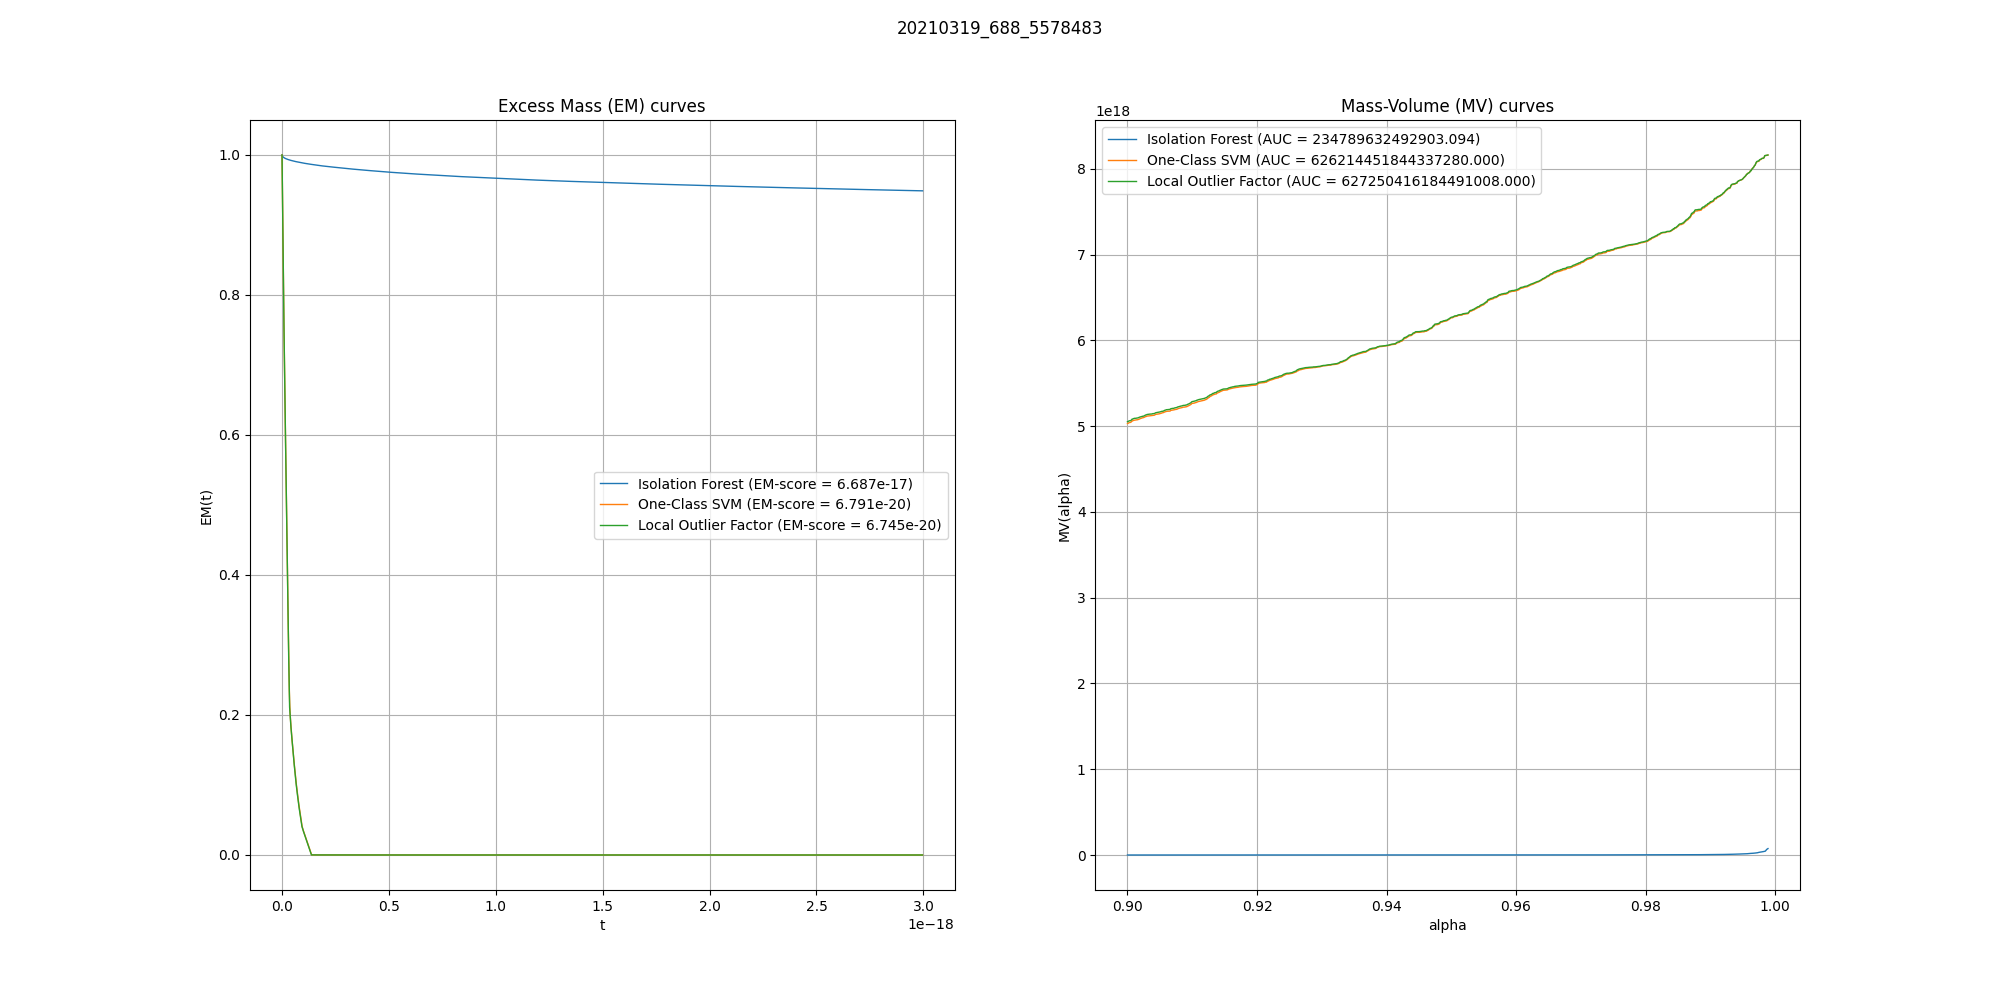 20210319_688_5578483
Excess Mass (EM) curves
EM(t)
1.0
0.8
0.6
0.4
0.2
0.0
Isolation Forest (EM-score = 6.687e-17)
One-Class SVM (EM-score = 6.791e-20)
Local Outlier Factor (EM-score = 6.745e-20)
0.0 0.5 1.0 1.5 2.0 2.5 3.0
1e−18
t
Mass-Volume (MV) curves
1e18
Isolation Forest (AUC = 234789632492903.094)
One-Class SVM (AUC = 626214451844337280.000)
Local Outlier Factor (AUC = 627250416184491008.000)
MV(alpha)
8
7
6
5
4
3
2
1
0
0.90 0.92 0.94 0.96 0.98 1.00
alpha